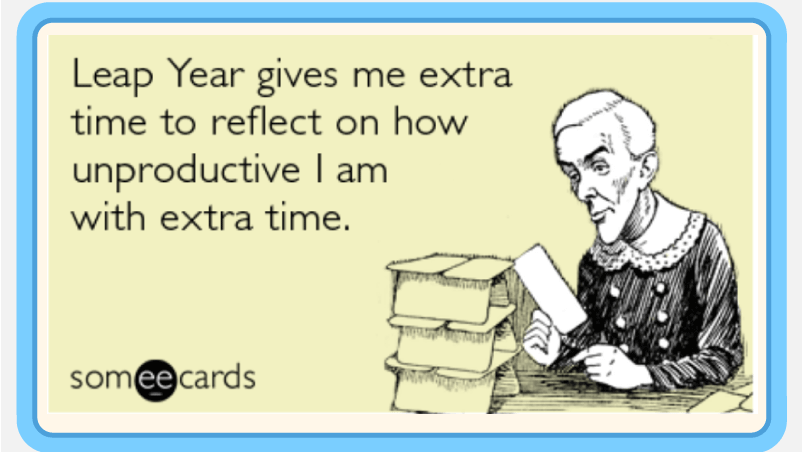 Leap Year gives me extra
time to reflect on how
unproductive I am
with extra time.
someecards